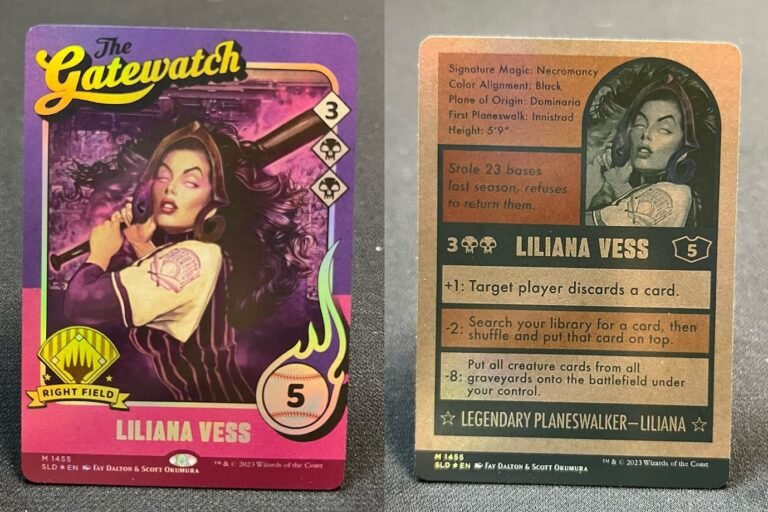 The
Gatewatch
3
RIGHT FIELD
5
LILIANA VESS
M 1455
SLD ★ EN FAY DALTON & SCOTT OKUMURA
™ & © 2023 Wizards of the Coast
Signature Magic: Necromancy
Color Alignment: Black
Plane of Origin: Dominaria
First Planeswalk: Innistrad
Height: 5'9"
Stole 23 bases
last season, refuses
to return them.
3 LILIANA VESS 5
+1: Target player discards a card.
-2: Search your library for a card, then
shuffle and put that card on top.
-8: Put all creature cards from all
graveyards onto the battlefield under
your control.
☆ LEGENDARY PLANESWALKER—LILIANA ☆
M 1455
SLD ★ EN FAY DALTON & SCOTT OKUMURA
™ & © 2023 Wizards of the Coast